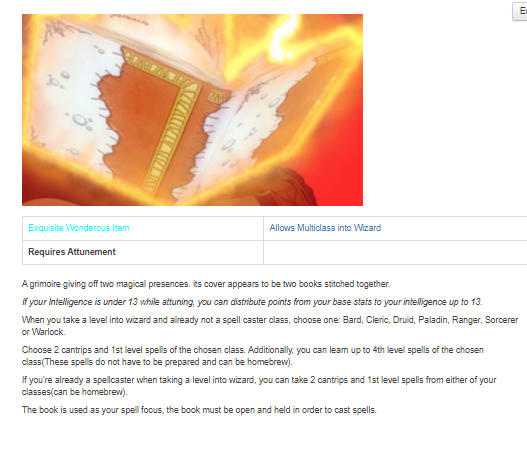 Exquisite Wonderous Item
Allows Multiclass into Wizard
Requires Attunement
A grimoire giving off two magical presences. its cover appears to be two books stitched together.
If your Intelligence is under 13 while attuning, you can distribute points from your base stats to your intelligence up to 13.
When you take a level into wizard and already not a spell caster class, choose one: Bard, Cleric, Druid, Paladin, Ranger, Sorcerer
or Warlock.
Choose 2 cantrips and 1st level spells of the chosen class. Additionally, you can learn up to 4th level spells of the chosen
class(These spells do not have to be prepared and can be homebrew).
If you're already a spellcaster when taking a level into wizard, you can take 2 cantrips and 1st level spells from either of your
classes(can be homebrew).
The book is used as your spell focus, the book must be open and held in order to cast spells.